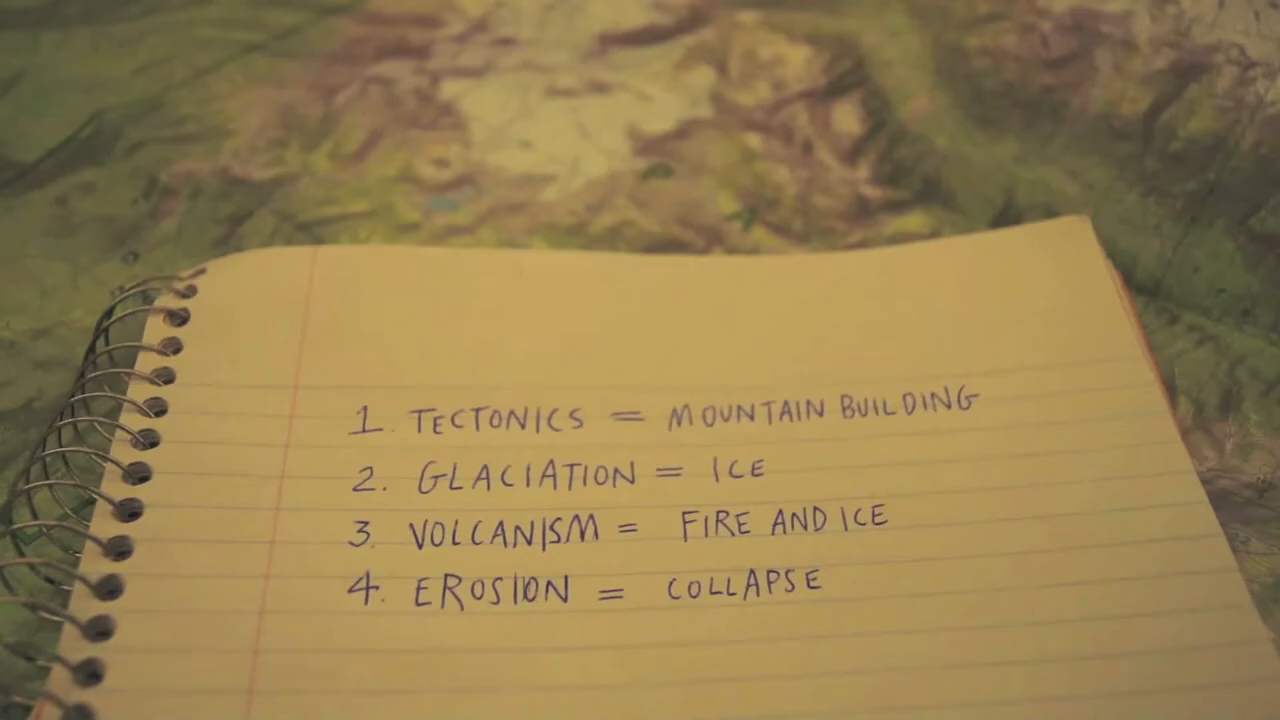 1. TECTONICS = MOUNTAIN BUILDING
2. GLACIATION = ICE
3. VOLCANISM = FIRE AND ICE
4. EROSION = COLLAPSE